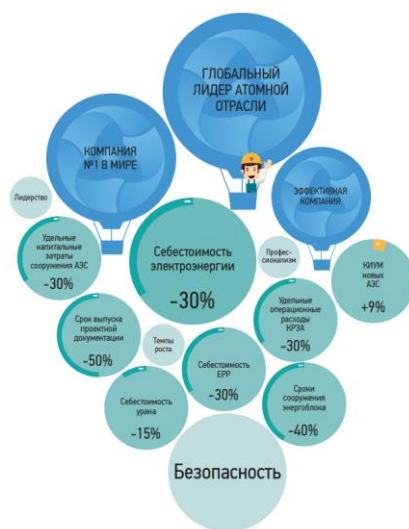 ГЛОБАЛЬНЫЙ
ЛИДЕР АТОМНОЙ
ОТРАСЛИ
КОМПАНИЯ
№1 В МИРЕ
ЭФФЕКТИВНАЯ
КОМПАНИЯ
Лидерство
Удельные
капитальные
затраты
сооружения АЭС
-30%
Себестоимость
электроэнергии
-30%
Профес-
сионализм
КИУМ
новых
АЭС
+9%
Срок выпуска
проектной
документации
-50%
Темпы
роста
Удельные
операционные
расходы
КРЭА
-30%
Себестоимость
ЕРР
-30%
Себестоимость
урана
-15%
Сроки
сооружения
энергоблока
-40%
Безопасность